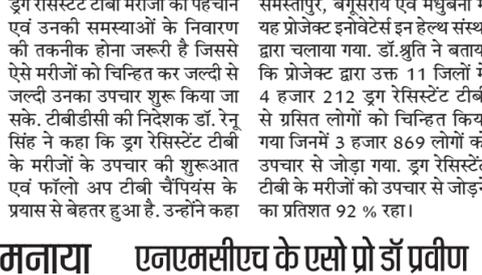 ड्रग रेसिस्टेंट टीबी मरीजों की पहचान
एवं उनकी समस्याओं के निवारण
की तकनीक होना जरूरी है जिससे
ऐसे मरीजों को चिन्हित कर जल्दी से
जल्दी उनका उपचार शुरू किया जा
सके. टीबीडीसी की निदेशक डॉ. रेनू
सिंह ने कहा कि ड्रग रेसिस्टेंट टीबी
के मरीजों के उपचार की शुरूआत
एवं फॉलो अप टीबी चैंपियंस के
प्रयास से बेहतर हुआ है. उन्होंने कहा
समस्तीपुर, बेगूसराय एवं मधुबनी
यह प्रोजेक्ट इनोवेटर्स इन हेल्थ
द्वारा चलाया गया. डॉ.श्रुति ने
कि प्रोजेक्ट द्वारा उक्त 11 जिलों
4 हजार 212 ड्रग रेसिस्टेंट
से ग्रसित लोगों को चिन्हित
गया जिनमें 3 हजार 869 लोगों
उपचार से जोड़ा गया. ड्रग
टीबी के मरीजों को उपचार से
का प्रतिशत 92 % रहा।
मनाया
एनएमसीएच के एसो प्रो डॉ प्रवीण